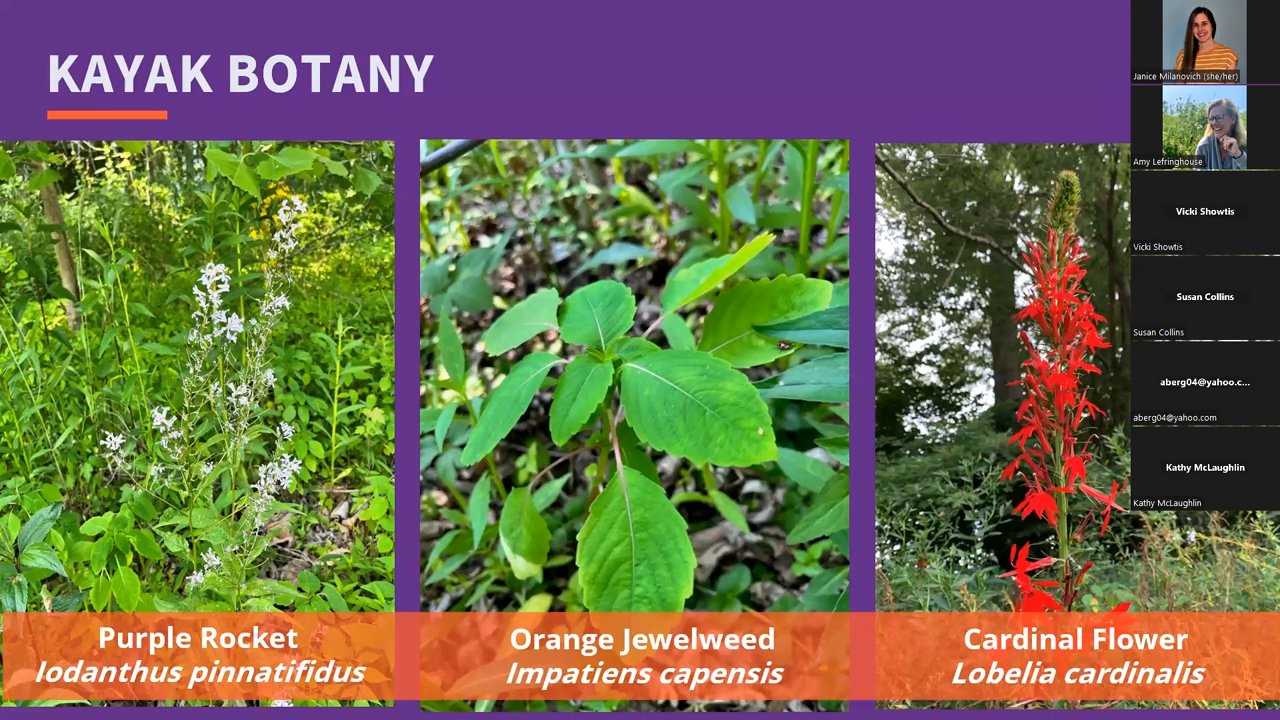 KAYAK BOTANY
Purple Rocket
Iodanthus pinnatifidus
Orange Jewelweed
Impatiens capensis
Cardinal Flower
Lobelia cardinalis
Janice Milanovich (she/her)
Amy Lefringhouse
Vicki Showtis
Vicki Showtis
Susan Collins
Susan Collins
aberg04@yahoo.c...
aberg04@yahoo.com
Kathy McLaughlin
Kathy McLaughlin